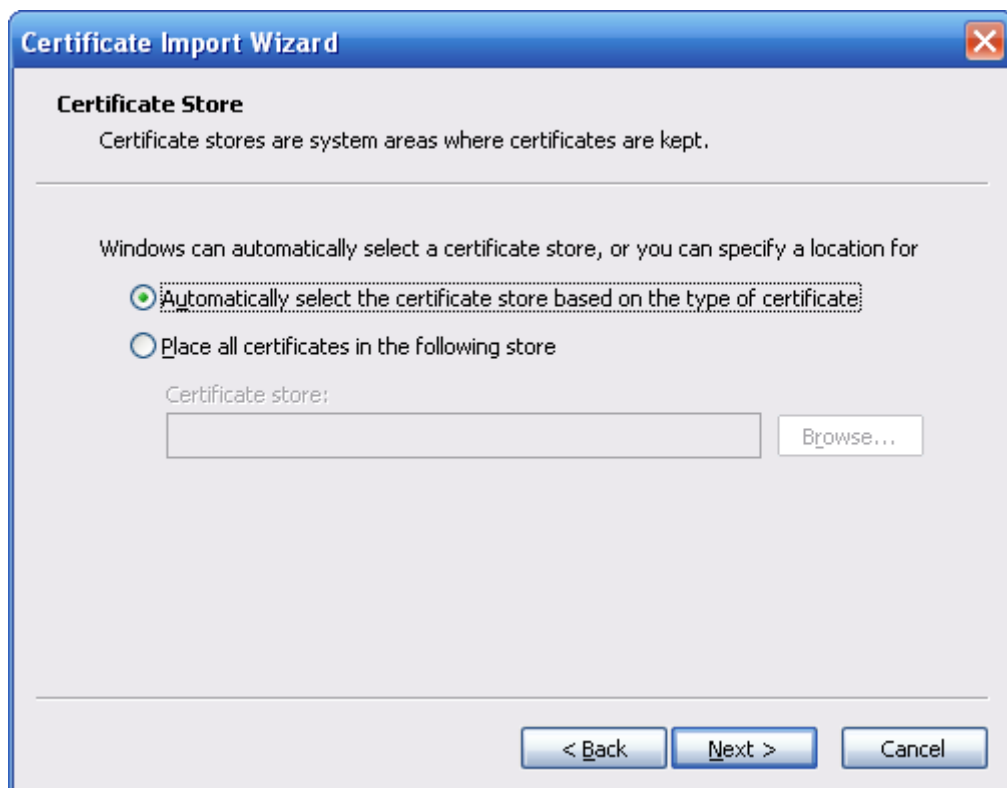 Certificate Import Wizard
Certificate Store
Certificate stores are system areas where certificates are kept.
Windows can automatically select a certificate store, or you can specify a location for
Automatically select the certificate store based on the type of certificate
Place all certificates in the following store
Certificate store:
Browse...
< Back Next > Cancel